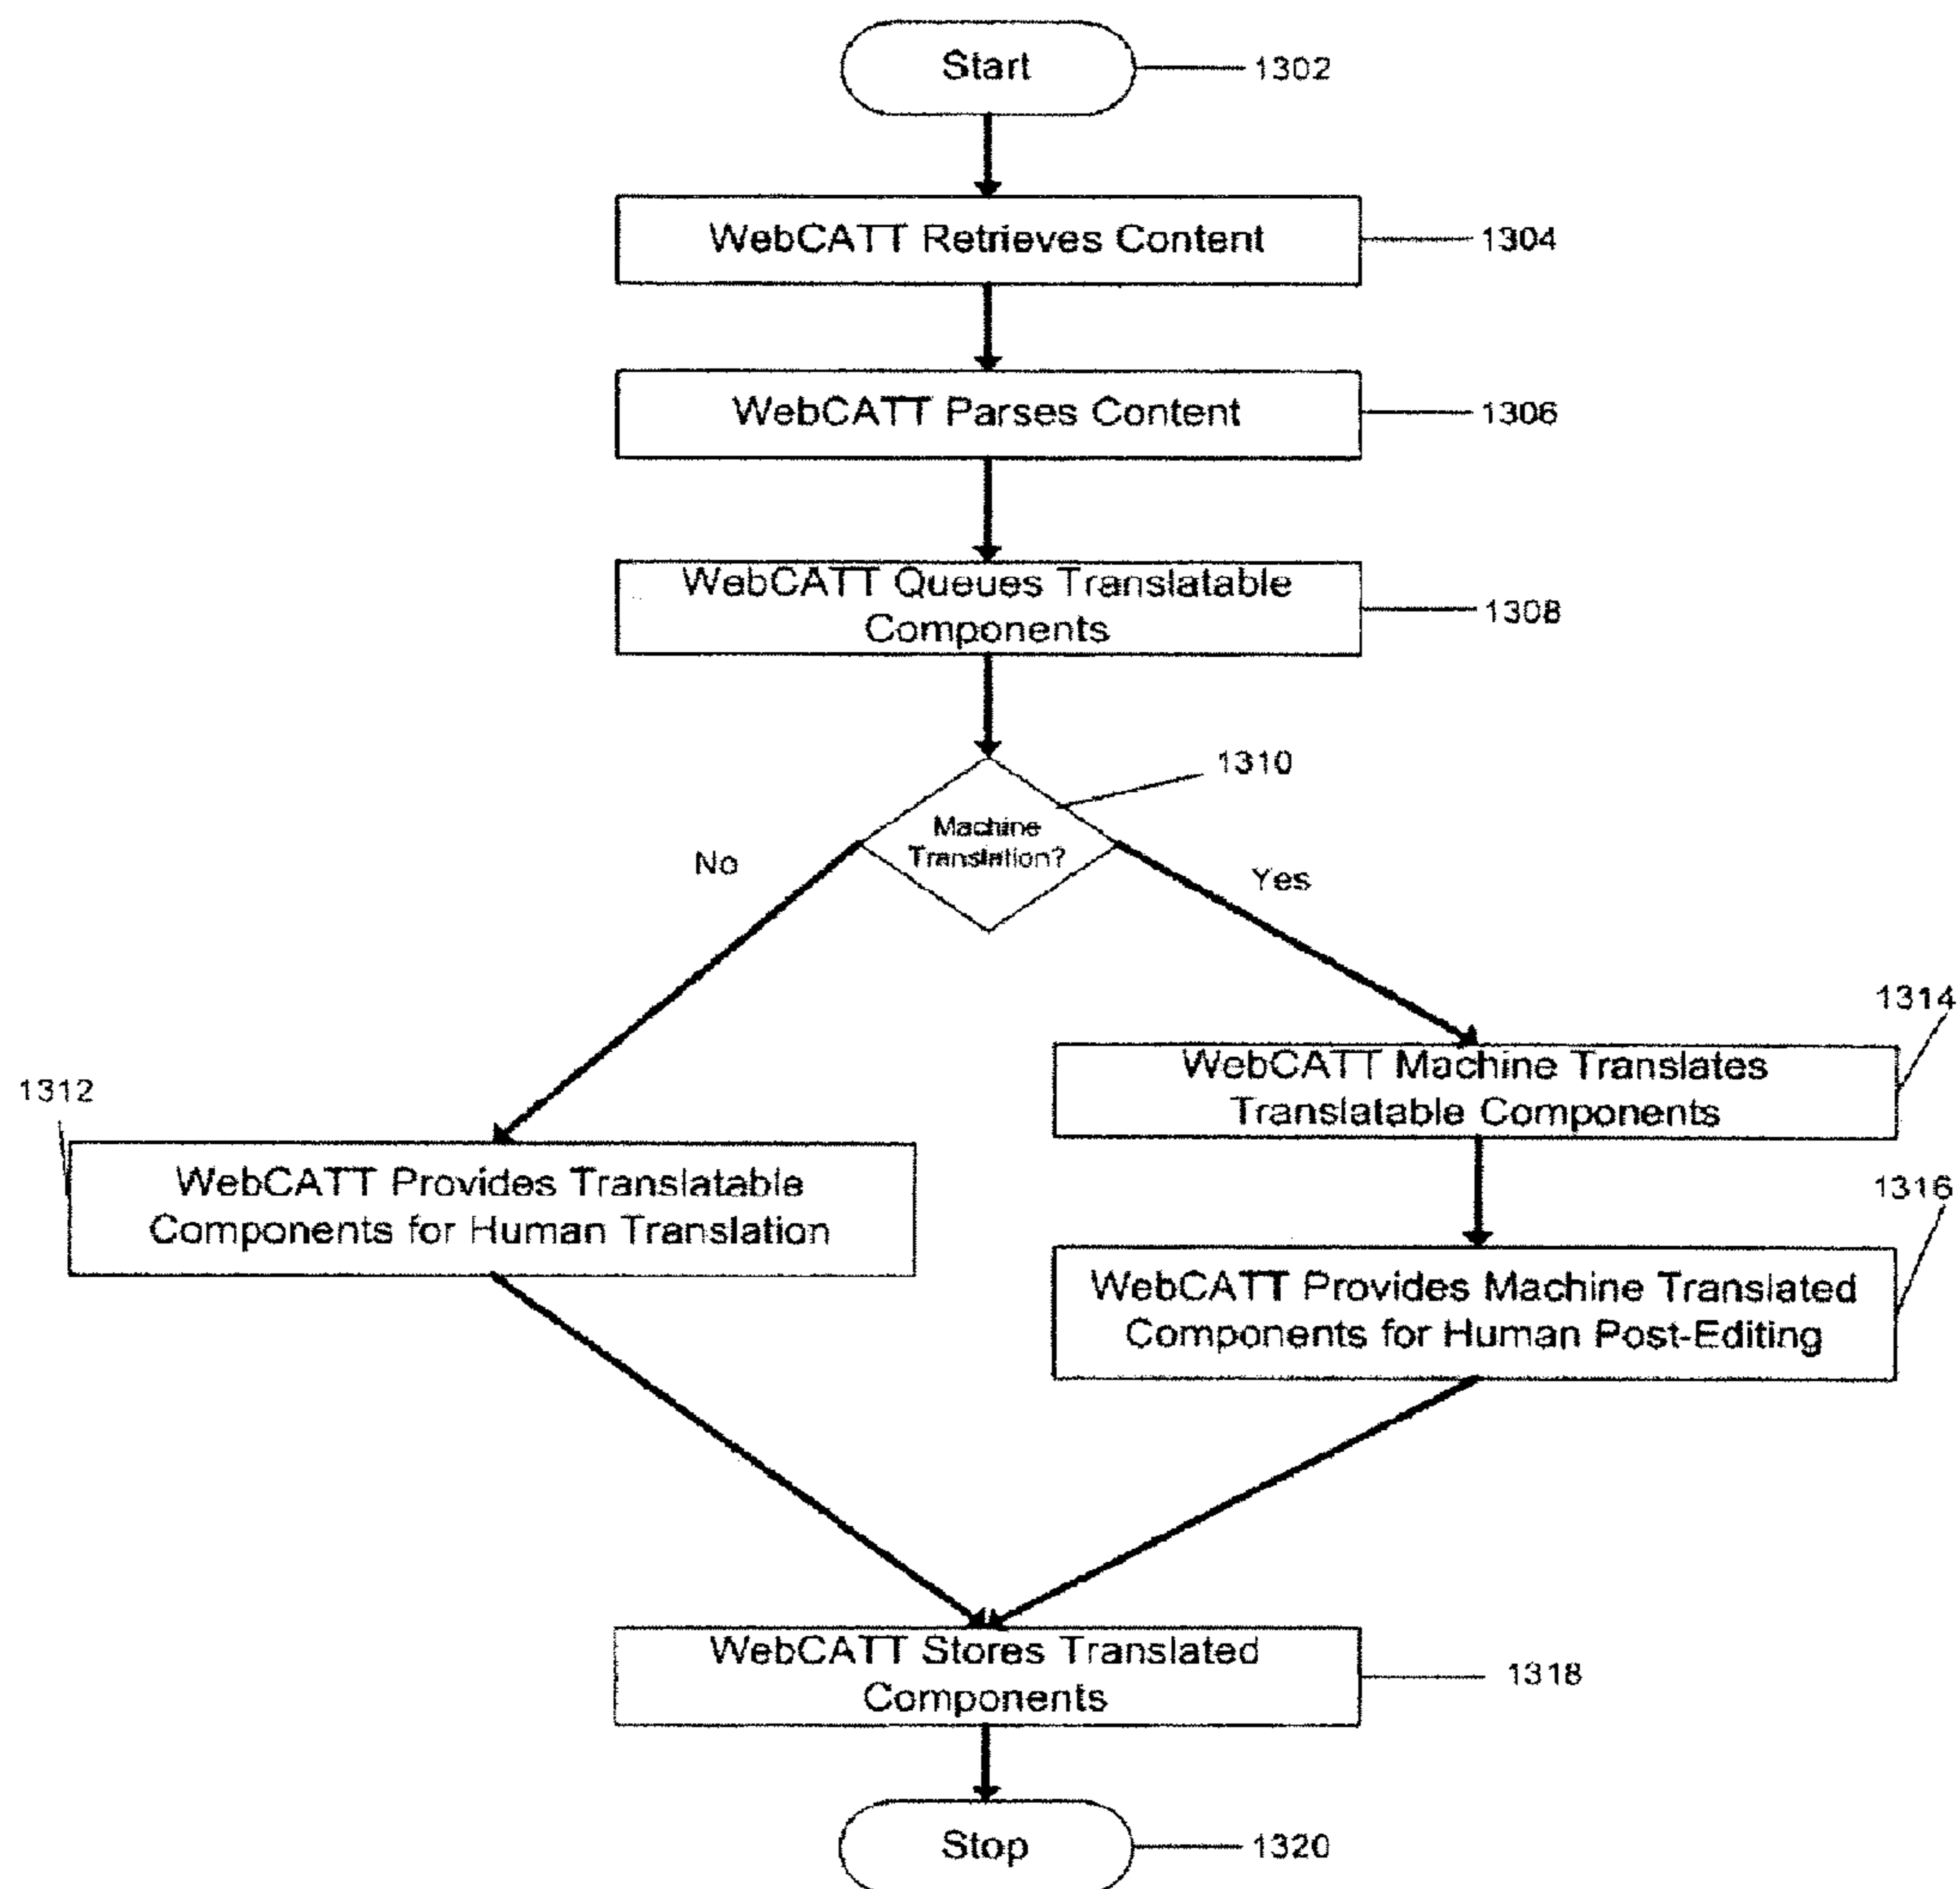 Start
1302
WebCATT Retrieves Content
1304
WebCATT Parses Content
1306
WebCATT Queues Translatable
Components
1308
1310
Machine
Translation?
No
Yes
1314
WebCATT Machine Translates
Translatable Components
1312
WebCATT Provides Translatable
Components for Human Translation
1316
WebCATT Provides Machine Translated
Components for Human Post-Editing
WebCATT Stores Translated
Components
1318
Stop
1320